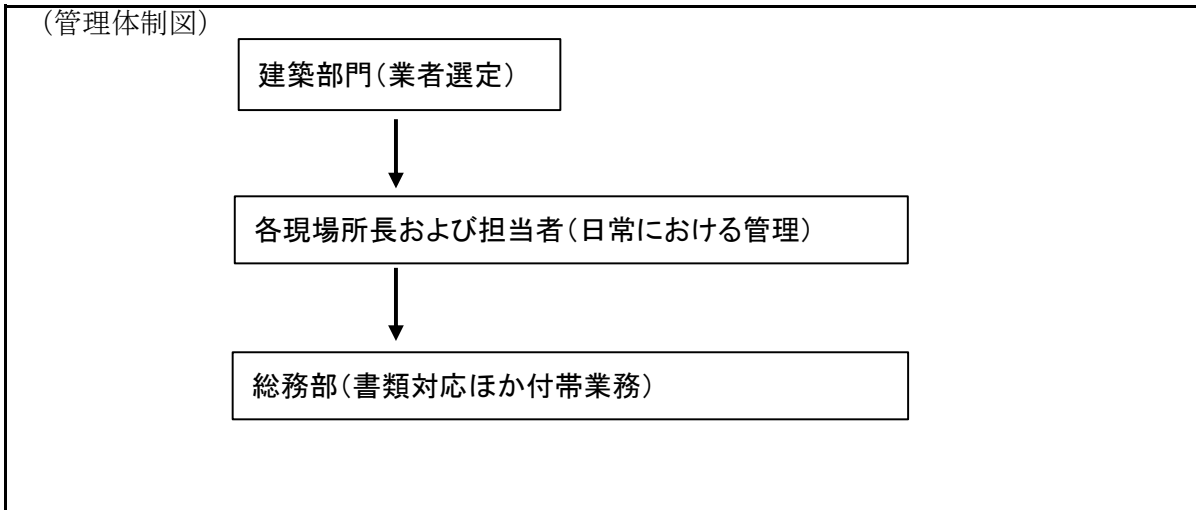 （管理体制図）
建築部門（業者選定）
各現場所長および担当者（日常における管理）
総務部（書類対応ほか付帯業務）